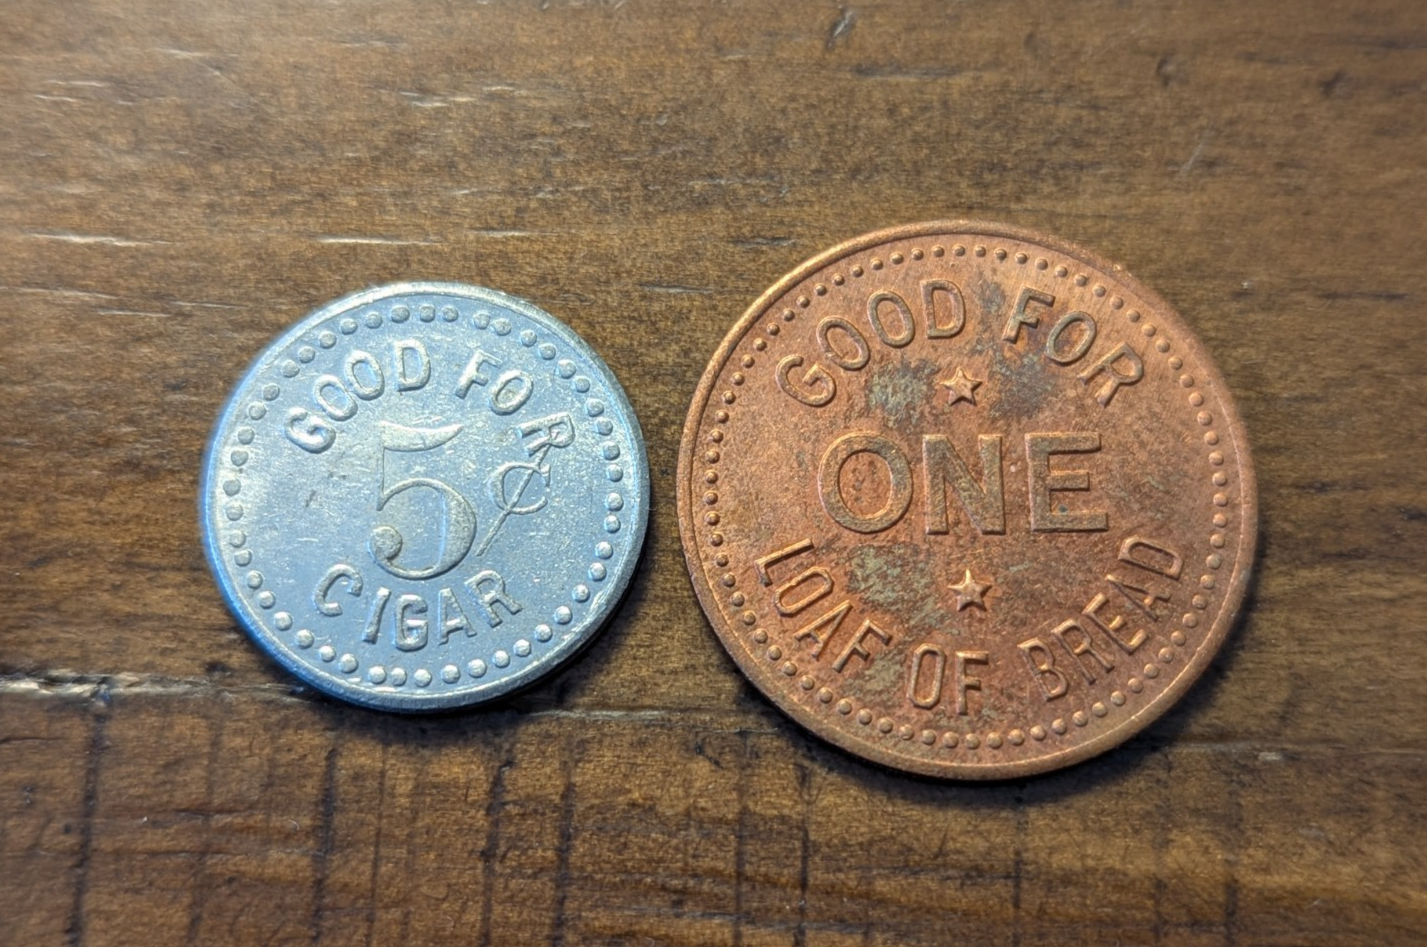 GOOD FOR
5¢
CIGAR
GOOD FOR
ONE
LOAF OF BREAD